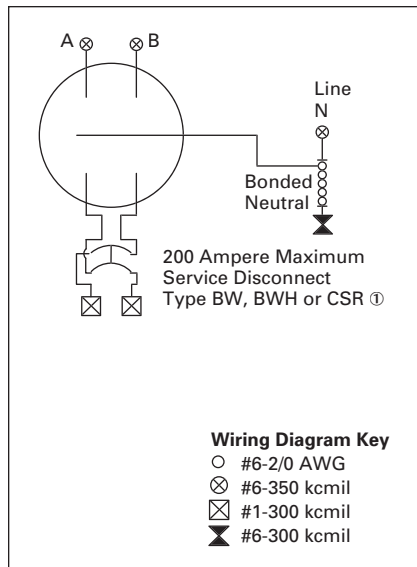 A
B
Line
N
Bonded
Neutral
200 Ampere Maximum
Service Disconnect
Type BW, BWH or CSR ①
Wiring Diagram Key
#6-2/0 AWG
#6-350 kcmil
#1-300 kcmil
#6-300 kcmil